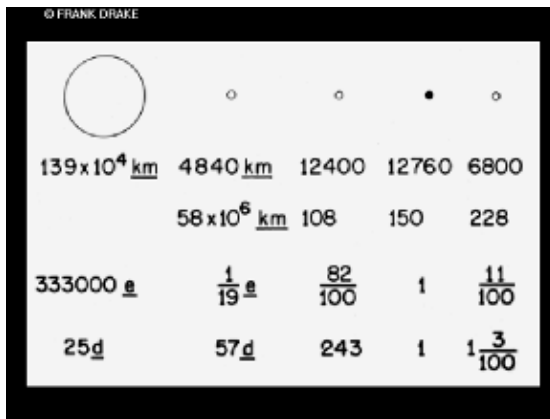 © FRANK DRAKE
139x10⁴ km 4840 km 12400 12760 6800
58x10⁶ km 108 150 228
333000 e 1/19 e 82/100 1 11/100
25d 57d 243 1 1 3/100